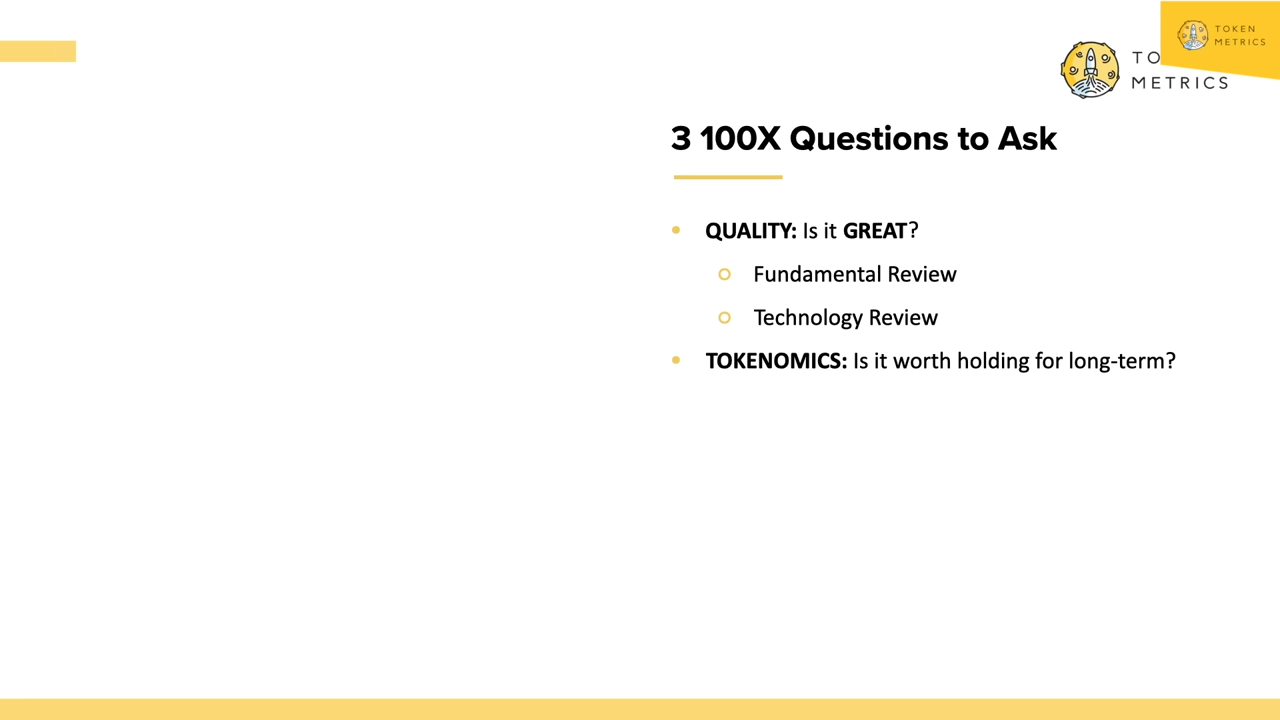 TOKEN
METRICS
TO
METRICS
3 100X Questions to Ask
QUALITY: Is it GREAT?
Fundamental Review
Technology Review
TOKENOMICS: Is it worth holding for long-term?